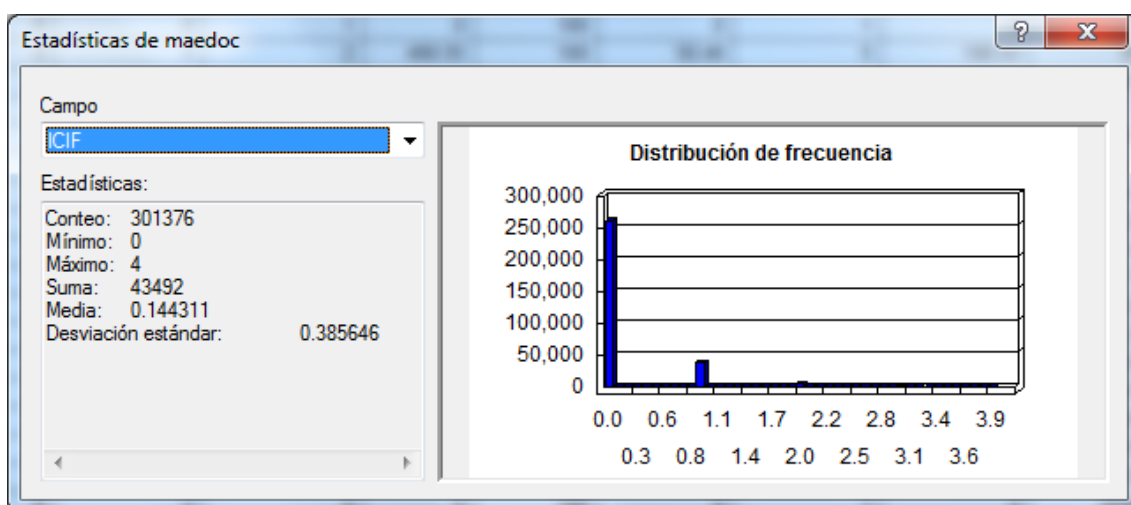 Estadísticas de maedoc
Campo
ICIF
Estadísticas:
Conteo: 301376
Mínimo: 0
Máximo: 4
Suma: 43492
Media: 0.144311
Desviación estándar: 0.385646
Distribución de frecuencia
300,000
250,000
200,000
150,000
100,000
50,000
0
0.0 0.6 1.1 1.7 2.2 2.8 3.4 3.9
0.3 0.8 1.4 2.0 2.5 3.1 3.6